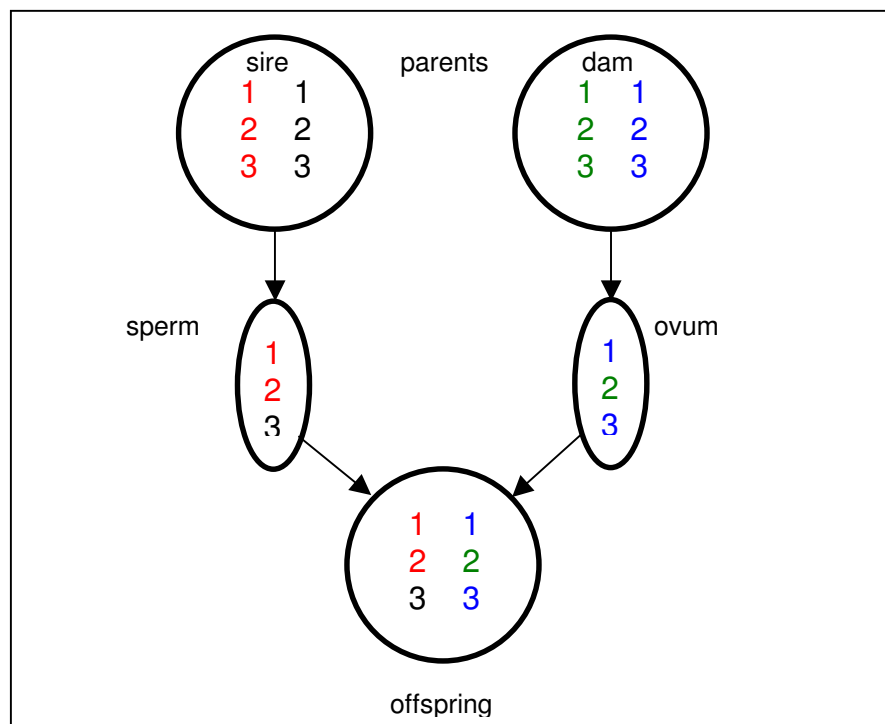 sire parents dam
1 1 1 1
2 2 2 2
3 3 3 3
sperm ovum
1 1
2 2
3 3
1 1
2 2
3 3
offspring